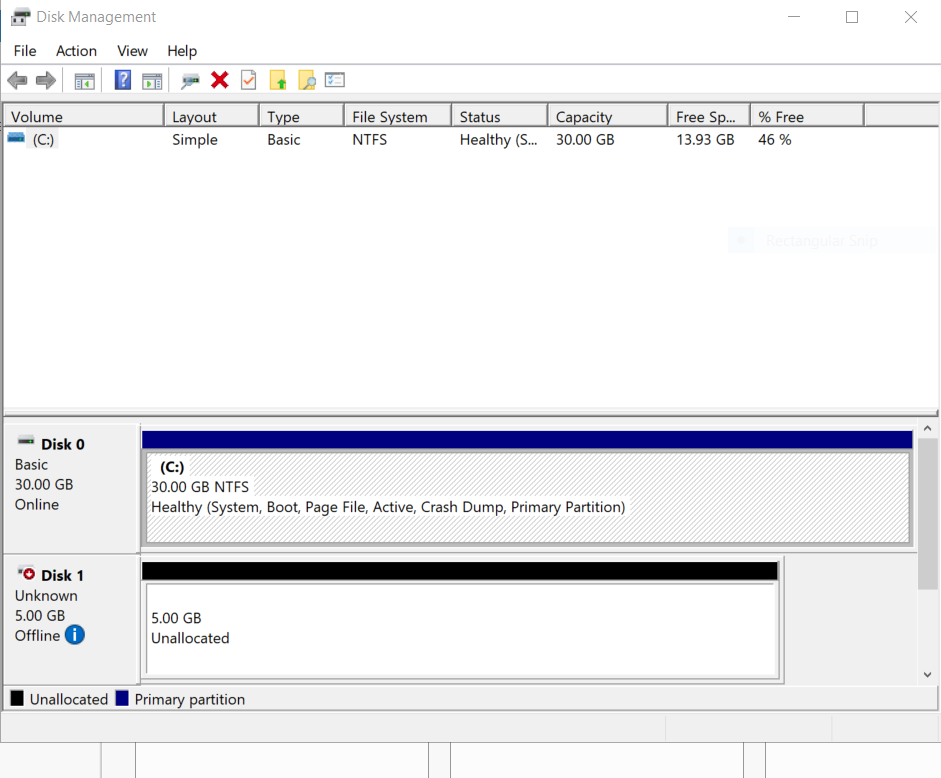 Disk Management
File Action View Help
Volume Layout Type File System Status Capacity Free Sp... % Free
(C:) Simple Basic NTFS Healthy (S... 30.00 GB 13.93 GB 46 %
Rectangular Snip
Disk 0
Basic
30.00 GB
Online
(C:)
30.00 GB NTFS
Healthy (System, Boot, Page File, Active, Crash Dump, Primary Partition)
Disk 1
Unknown
5.00 GB
Offline
5.00 GB
Unallocated
Unallocated Primary partition